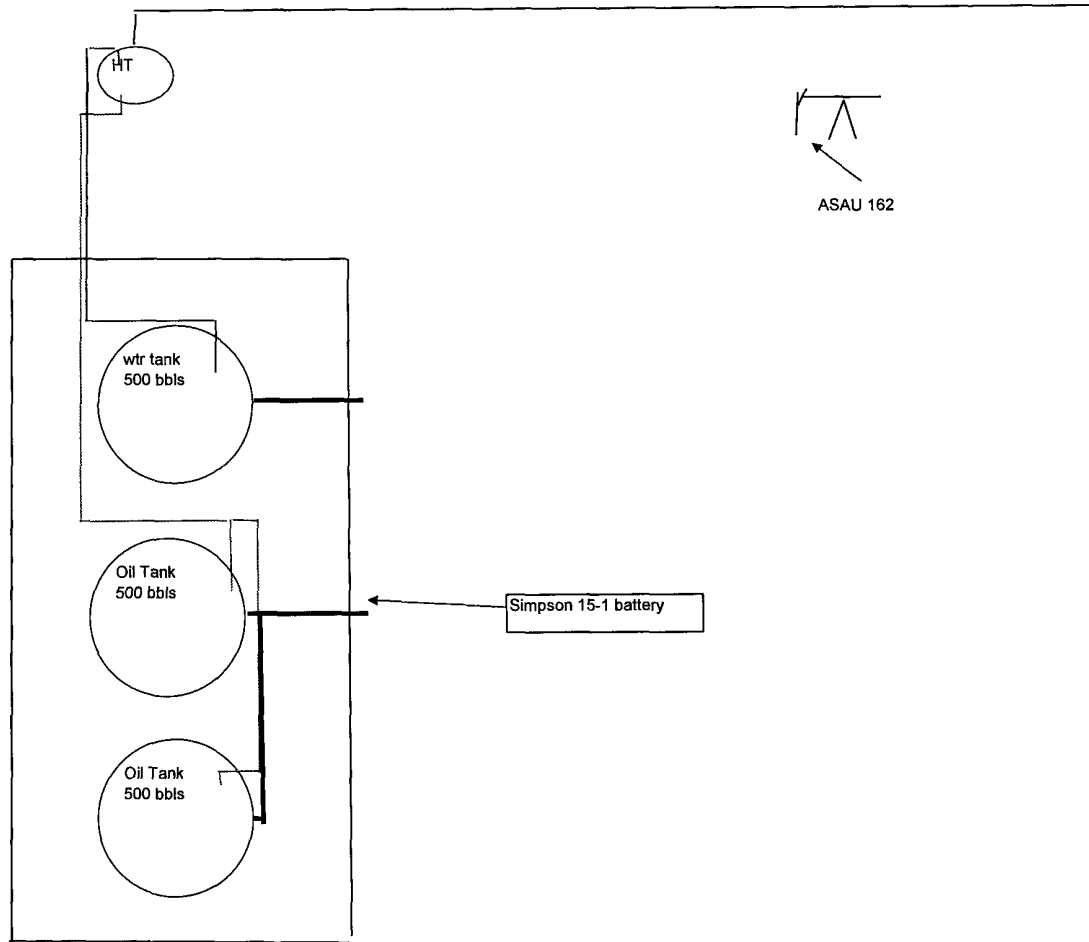 HT
ASAU 162
wtr tank
500 bbls
Oil Tank
500 bbls
Simpson 15-1 battery
Oil Tank
500 bbls